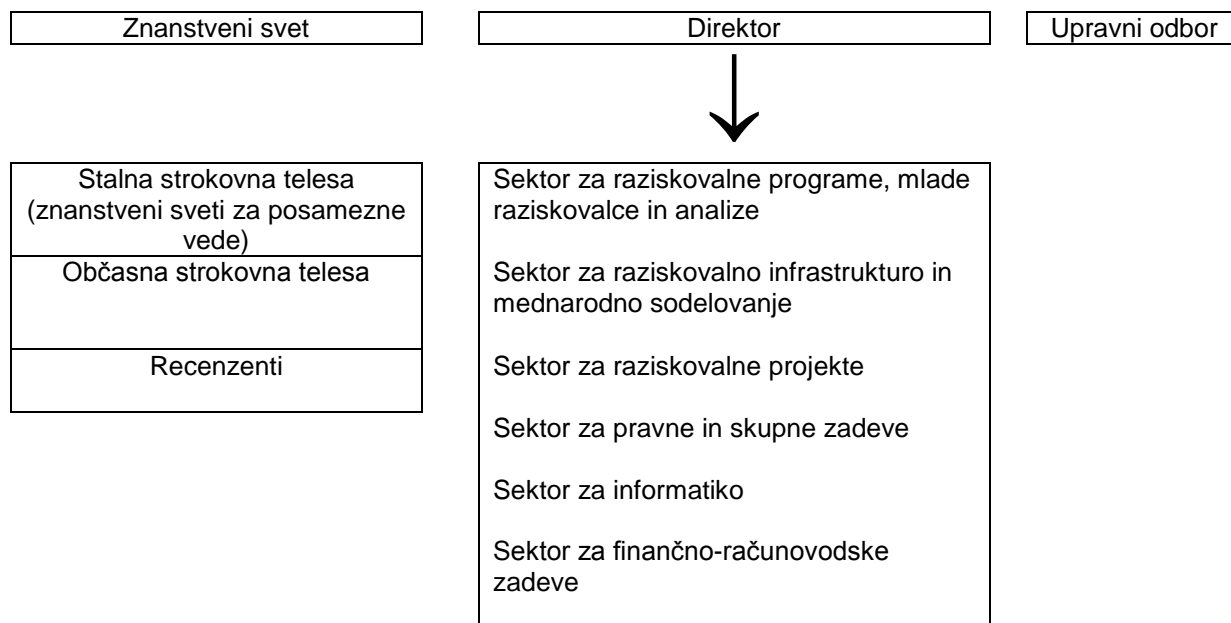 Znanstveni svet
Direktor
Upravni odbor
Stalna strokovna telesa
(znanstveni sveti za posamezne
vede)
Občasna strokovna telesa
Recenzenti
Sektor za raziskovalne programe, mlade
raziskovalce in analize
Sektor za raziskovalno infrastrukturo in
mednarodno sodelovanje
Sektor za raziskovalne projekte
Sektor za pravne in skupne zadeve
Sektor za informatiko
Sektor za finančno-računovodske
zadeve